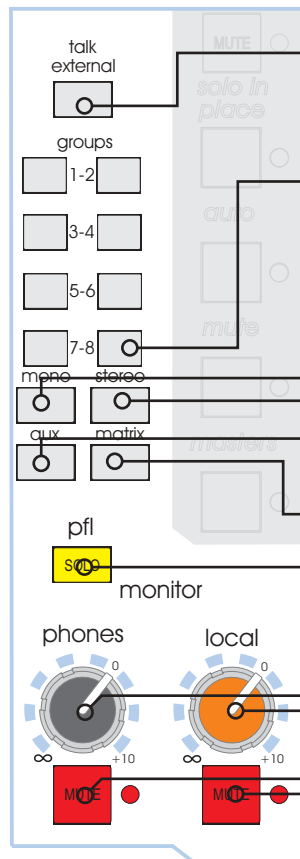 talk
external
MUTE
solo in
place
groups
1-2
auto
3-4
5-6
mute
7-8
mono stereo
aux matrix
masters
pfl
SOLO
monitor
phones local
0 0
∞ +10 ∞ +10
MUTE MUTE